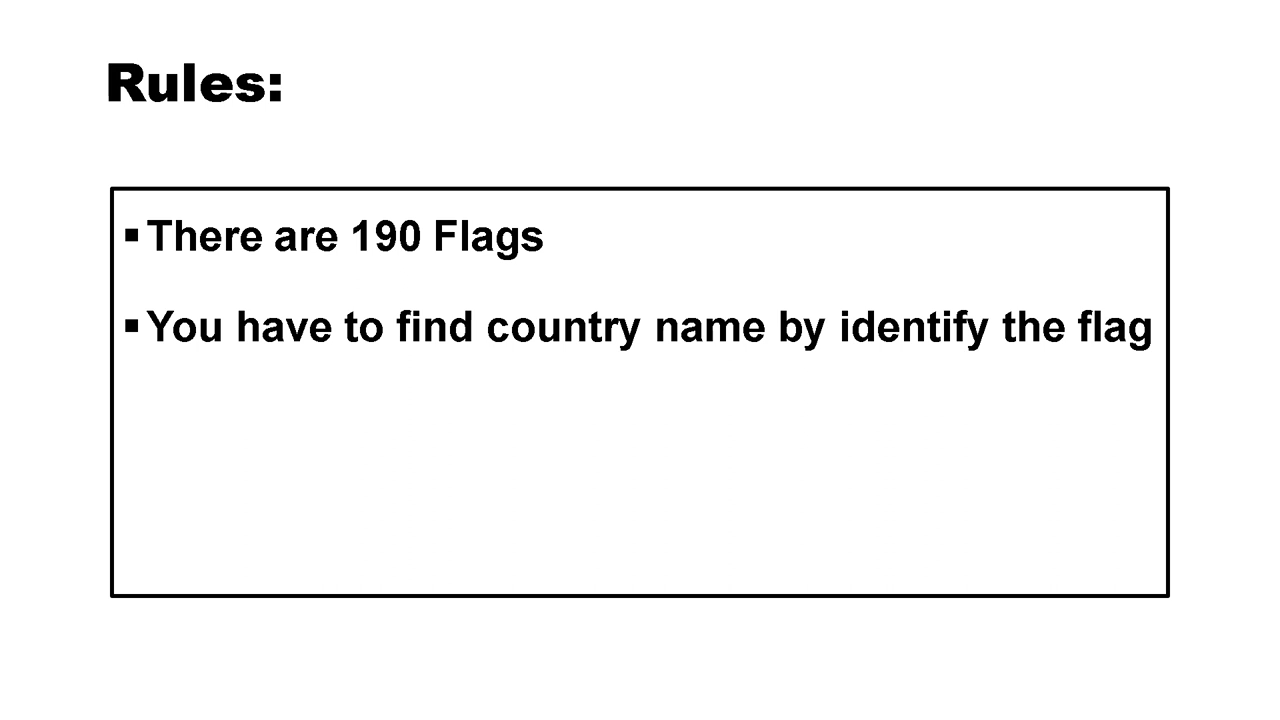 Rules:
▪ There are 190 Flags
▪ You have to find country name by identify the flag